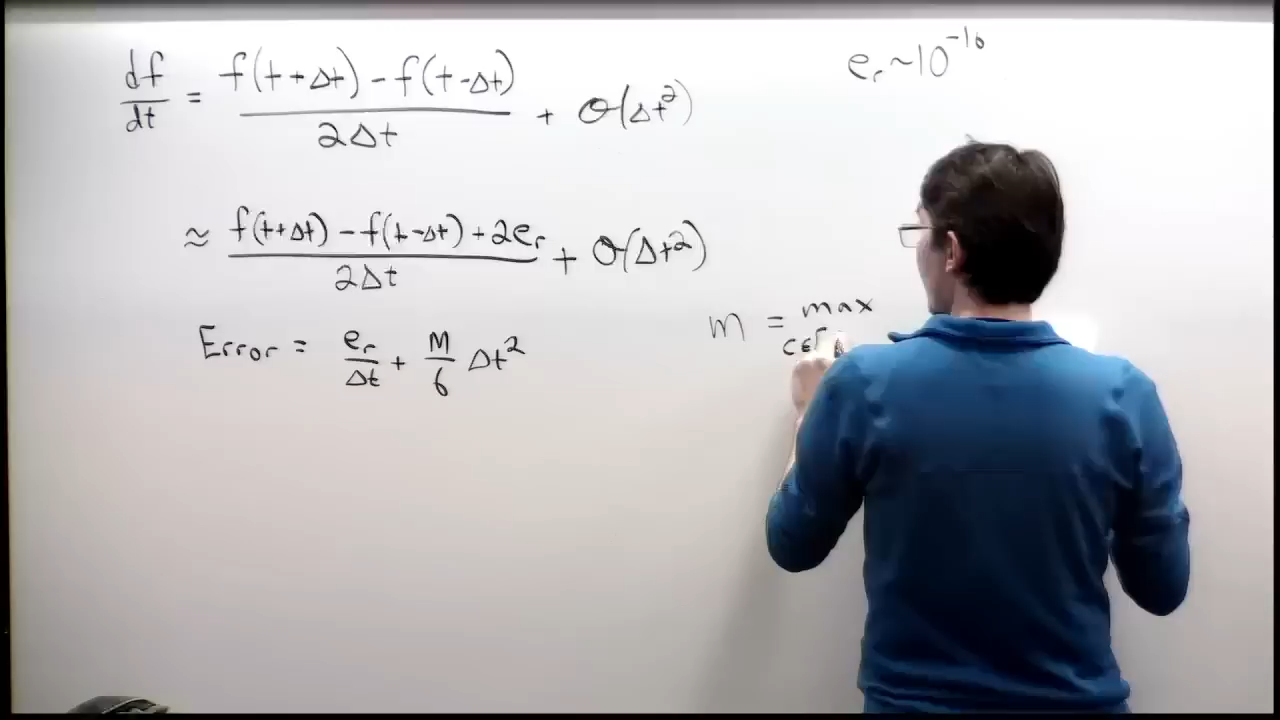 df/dt = (f(t+Δt) - f(t-Δt))/(2Δt) + O(Δt²)
e_r ~ 10⁻¹⁶
≈ (f(t+Δt) - f(t-Δt) + 2e_r)/(2Δt) + O(Δt²)
Error = e_r/Δt + M/6 Δt²
M = max
c∈[